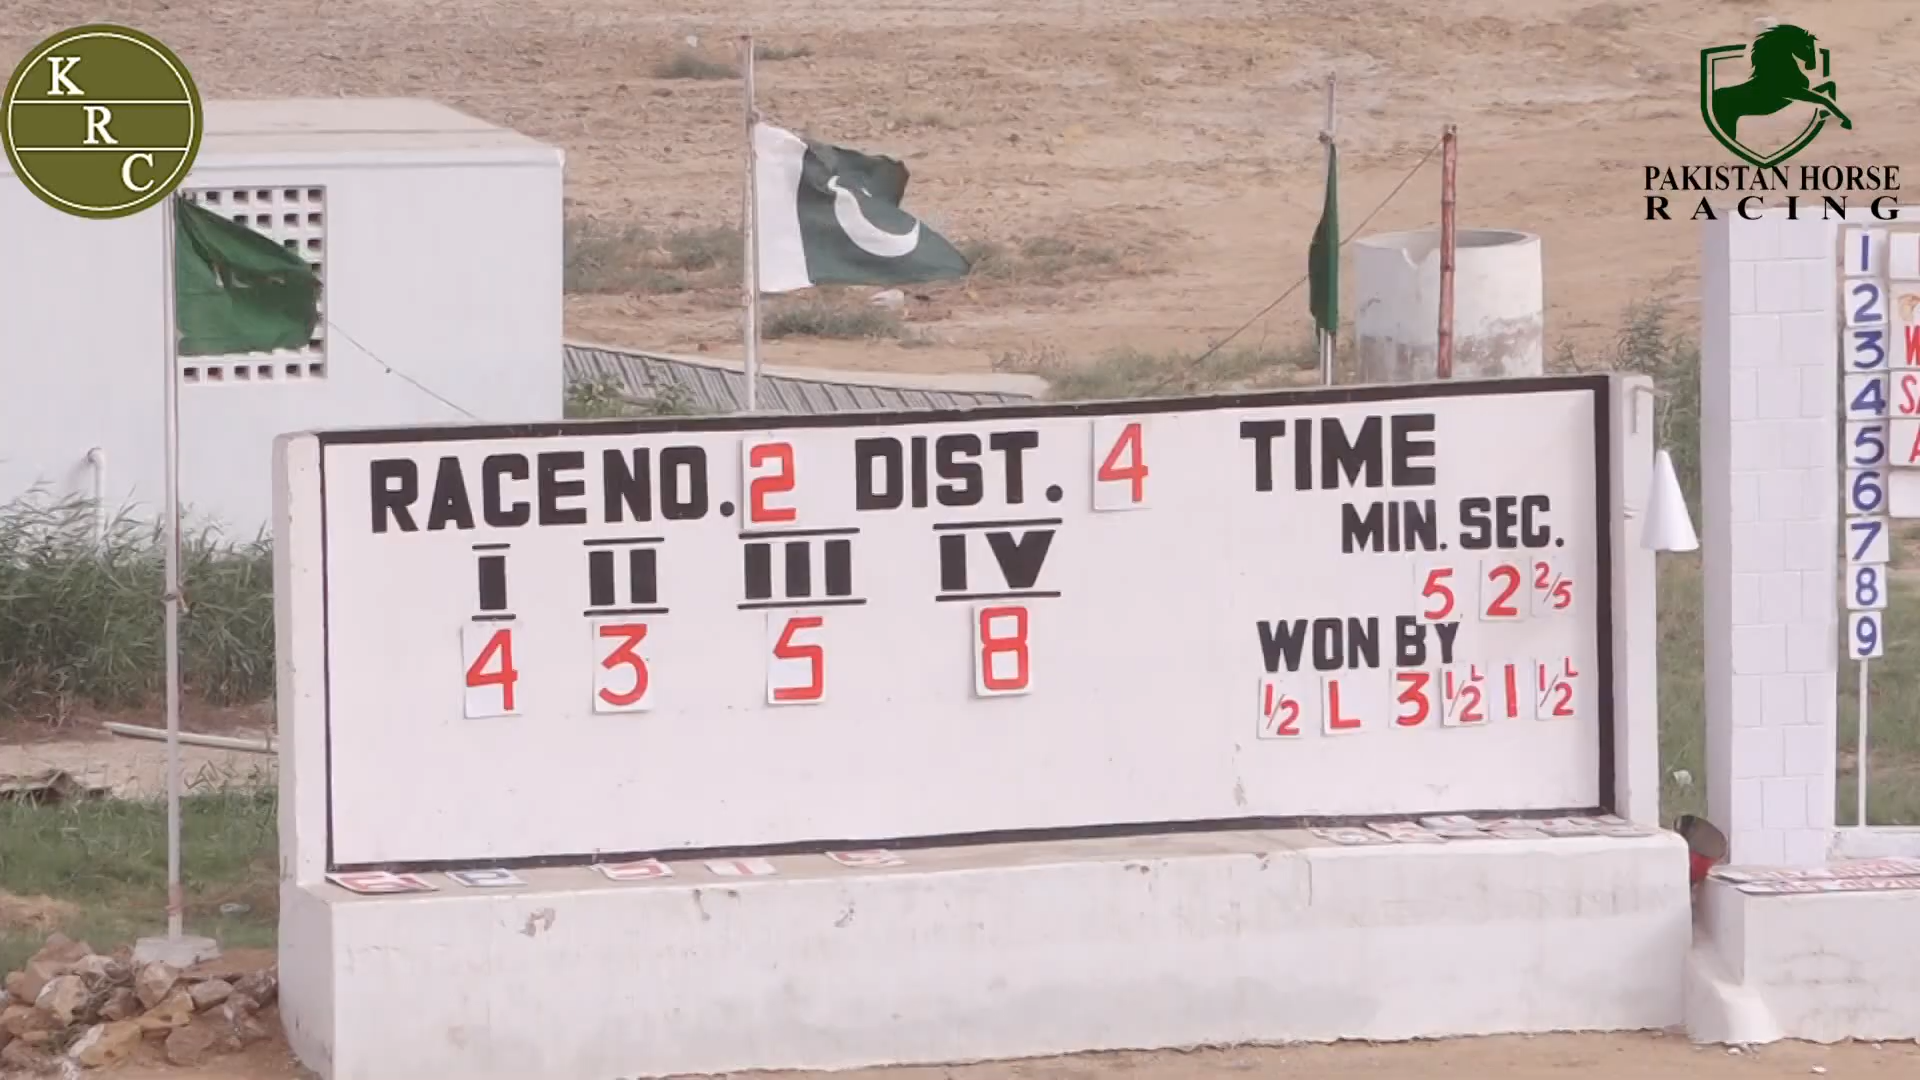 K
R
C
PAKISTAN HORSE
RACING
RACE NO. 2 DIST. 4 TIME
MIN. SEC.
I II III IV
5 2 2/5
4 3 5 8
WON BY
1/2 L 3 1/2 L 1 1/2 L
1
2
3
4
5
6
7
8
9